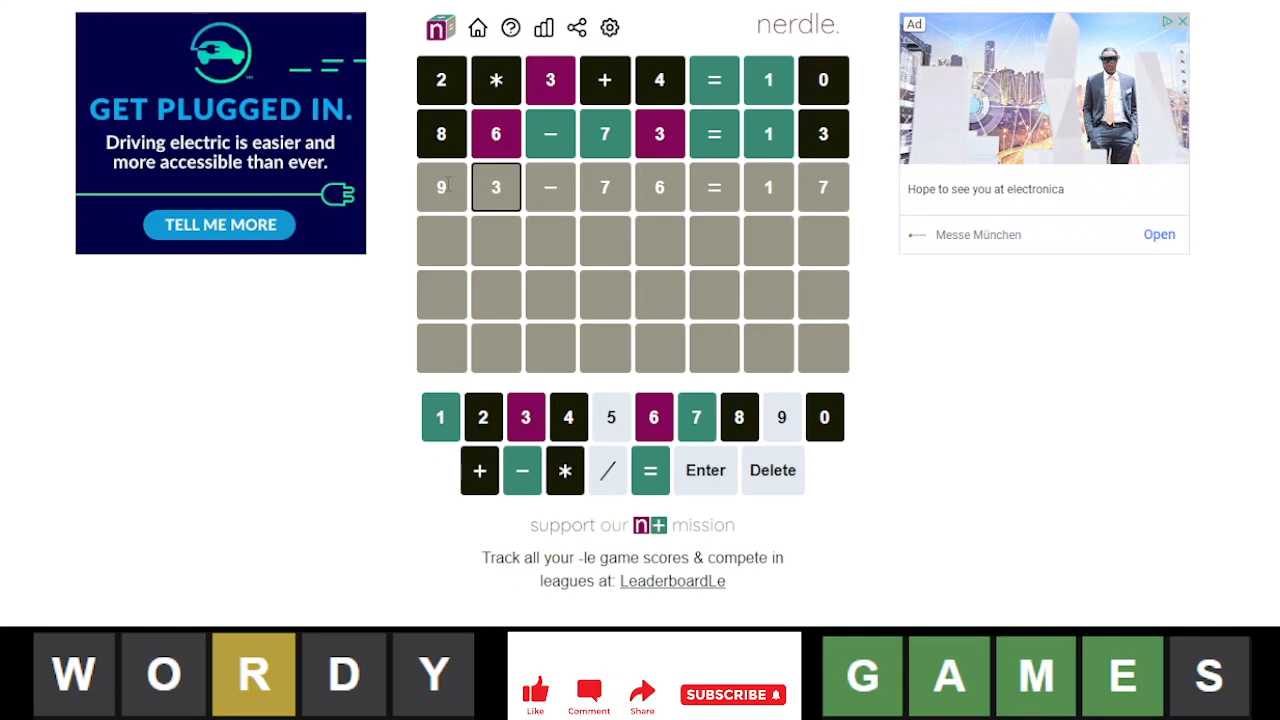 GET PLUGGED IN.
Driving electric is easier and
more accessible than ever.
TELL ME MORE
n
nerdle.
2 * 3 + 4 = 1 0
8 6 - 7 3 = 1 3
9 3 - 7 6 = 1 7
1 2 3 4 5 6 7 8 9 0
+ - * / = Enter Delete
support our n+ mission
Track all your -le game scores & compete in
leagues at: LeaderboardLe
Ad
Hope to see you at electronica
Messe München
Open
WORDY
Like
Comment
Share
SUBSCRIBE
GAMES